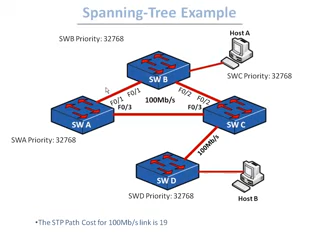 Spanning-Tree Example
SWB Priority: 32768
Host A
SWC Priority: 32768
SW B
F0/1
F0/2
F0/1
F0/2
100Mb/s
F0/3
F0/3
SW A
SW C
SWA Priority: 32768
100Mb/s
SW D
SWD Priority: 32768
Host B
•The STP Path Cost for 100Mb/s link is 19